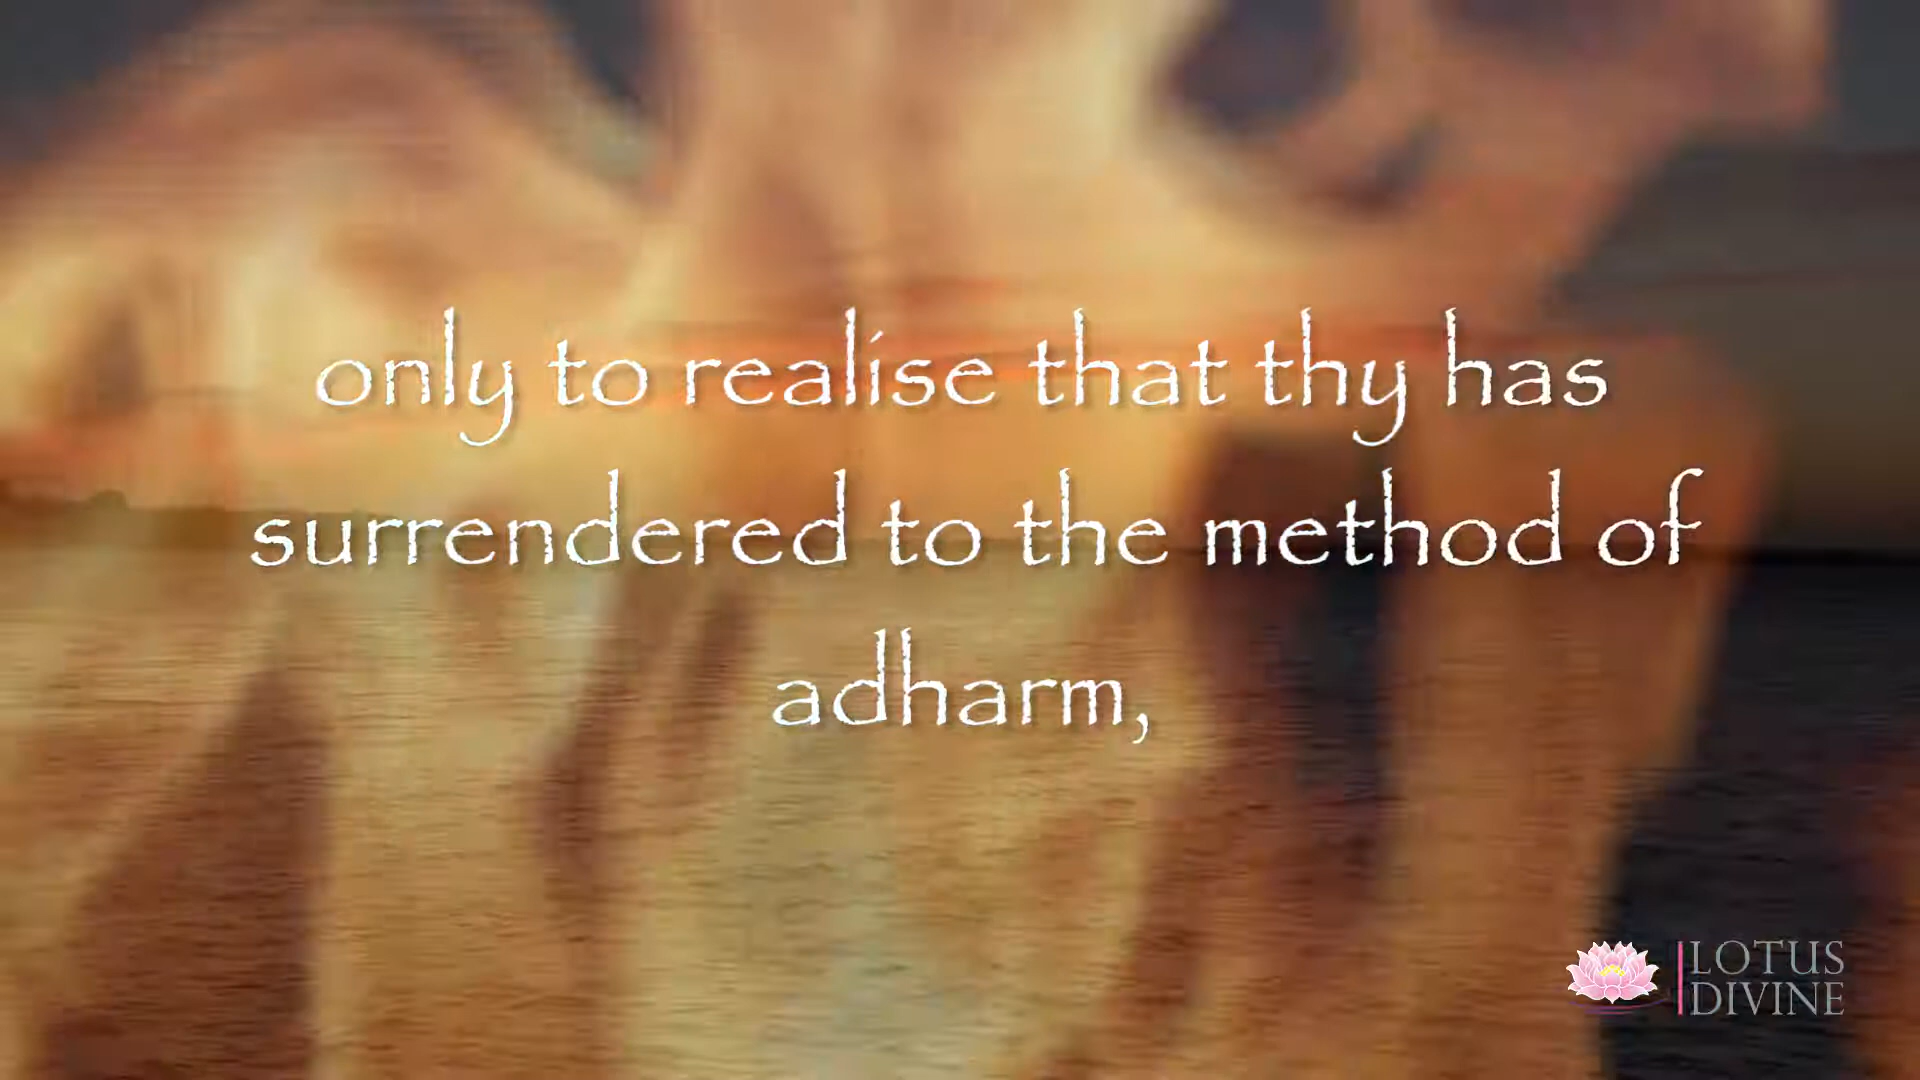 only to realise that thy has
surrendered to the method of
adharm,
LOTUS
DIVINE